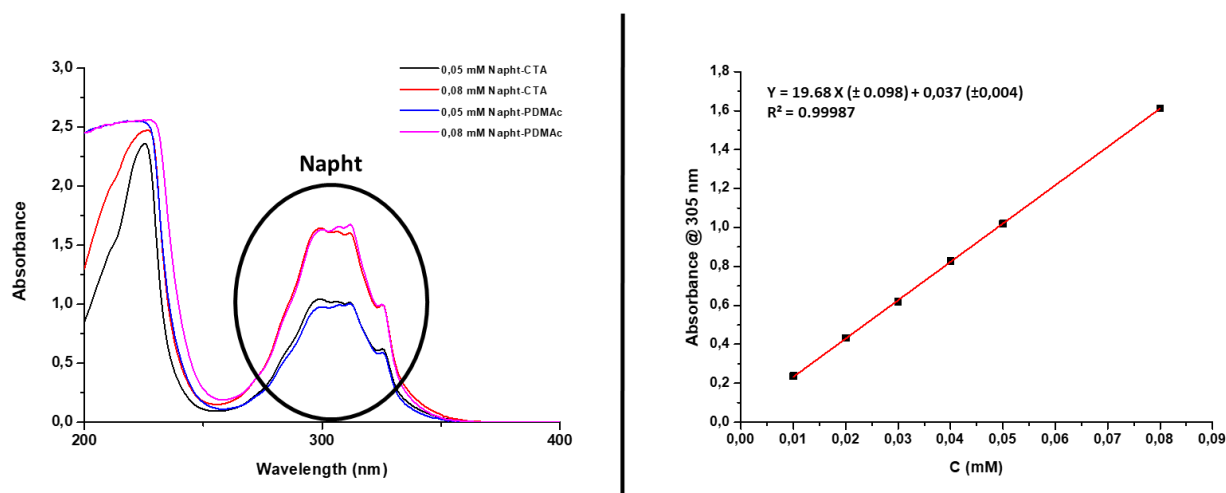 0,05 mM Napht-CTA
0,08 mM Napht-CTA
0,05 mM Napht-PDMAc
0,08 mM Napht-PDMAc
Napht
3,0
2,5
2,0
1,5
1,0
0,5
0,0
Absorbance
200
300
400
Wavelength (nm)
Y = 19.68 X (± 0.098) + 0,037 (±0,004)
R² = 0.99987
1,8
1,6
1,4
1,2
1,0
0,8
0,6
0,4
0,2
0,0
Absorbance @ 305 nm
0,00
0,01
0,02
0,03
0,04
0,05
0,06
0,07
0,08
0,09
C (mM)